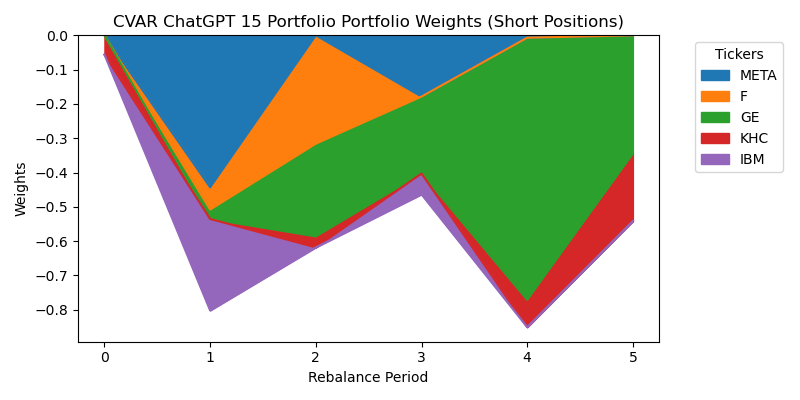 CVAR ChatGPT 15 Portfolio Portfolio Weights (Short Positions)
0.0
−0.1
−0.2
−0.3
−0.4
−0.5
−0.6
−0.7
−0.8
Weights
0 1 2 3 4 5
Rebalance Period
Tickers
META
F
GE
KHC
IBM